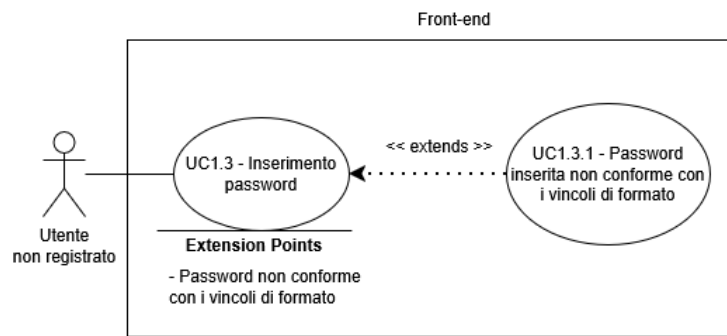 Front-end
UC1.3 - Inserimento
password
<< extends >>
UC1.3.1 - Password
inserita non conforme con
i vincoli di formato
Utente
non registrato
Extension Points
- Password non conforme
con i vincoli di formato